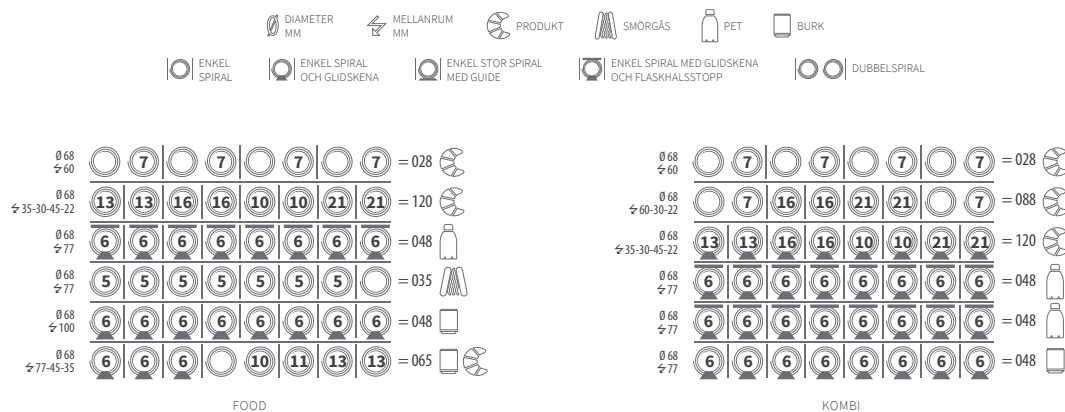 DIAMETER
MM
MELLANRUM
MM
PRODUKT
SMÖRGÅS
PET
BURK
ENKEL
SPIRAL
ENKEL SPIRAL
OCH GLIDSKENA
ENKEL STOR SPIRAL
MED GUIDE
ENKEL SPIRAL MED GLIDSKENA
OCH FLASKHALSSTOPP
DUBBELSPIRAL
Ø 68
60
7 7 7 7 = 028
Ø 68
35-30-45-22
13 13 16 16 10 10 21 21 = 120
Ø 68
77
6 6 6 6 6 6 6 6 = 048
Ø 68
77
5 5 5 5 5 5 5 = 035
Ø 68
100
6 6 6 6 6 6 6 6 = 048
Ø 68
77-45-35
6 6 6 10 11 13 13 = 065
FOOD
Ø 68
60
7 7 7 7 = 028
Ø 68
60-30-22
7 16 16 21 21 7 = 088
Ø 68
35-30-45-22
13 13 16 16 10 10 21 21 = 120
Ø 68
77
6 6 6 6 6 6 6 6 = 048
Ø 68
77
6 6 6 6 6 6 6 6 = 048
Ø 68
77
6 6 6 6 6 6 6 6 = 048
KOMBI